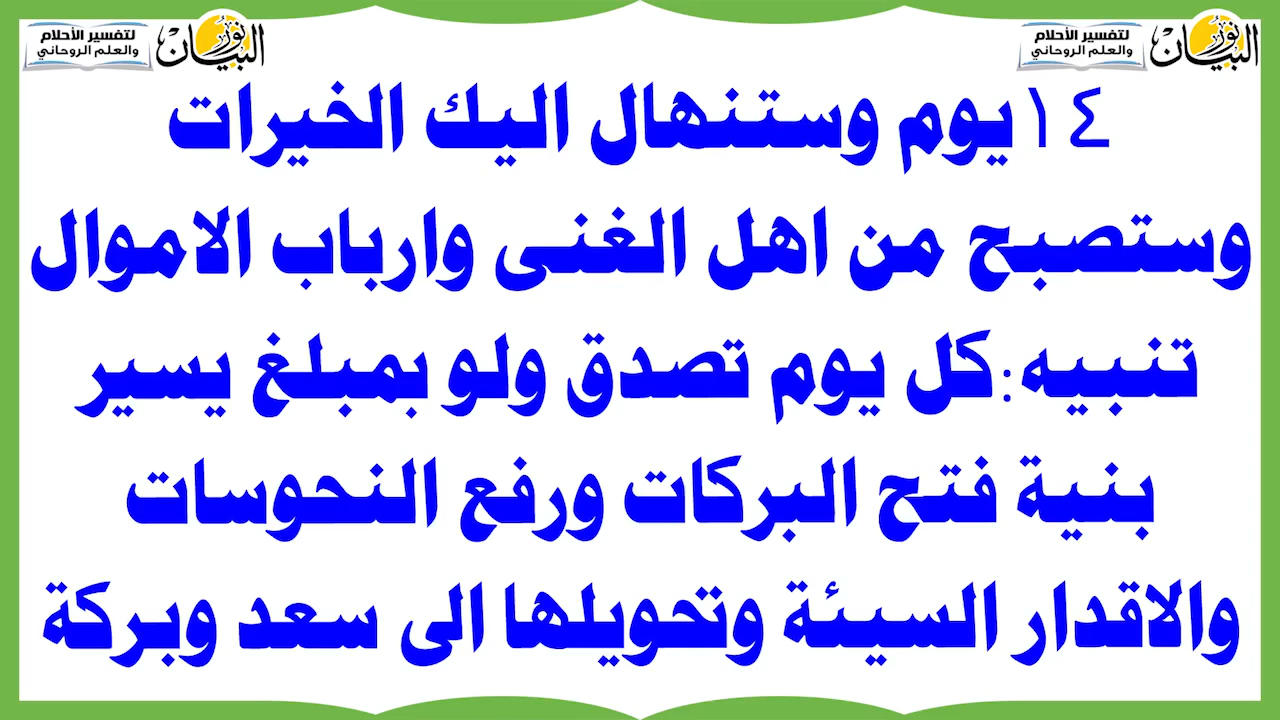 نور البيان
لتفسير الأحلام
والعلم الروحاني
نور البيان
لتفسير الأحلام
والعلم الروحاني
١٤ يوم وستنهال اليك الخيرات
وستصبح من اهل الغنى وارباب الاموال
تنبيه:كل يوم تصدق ولو بمبلغ يسير
بنية فتح البركات ورفع النحوسات
والاقدار السيئة وتحويلها الى سعد وبركة